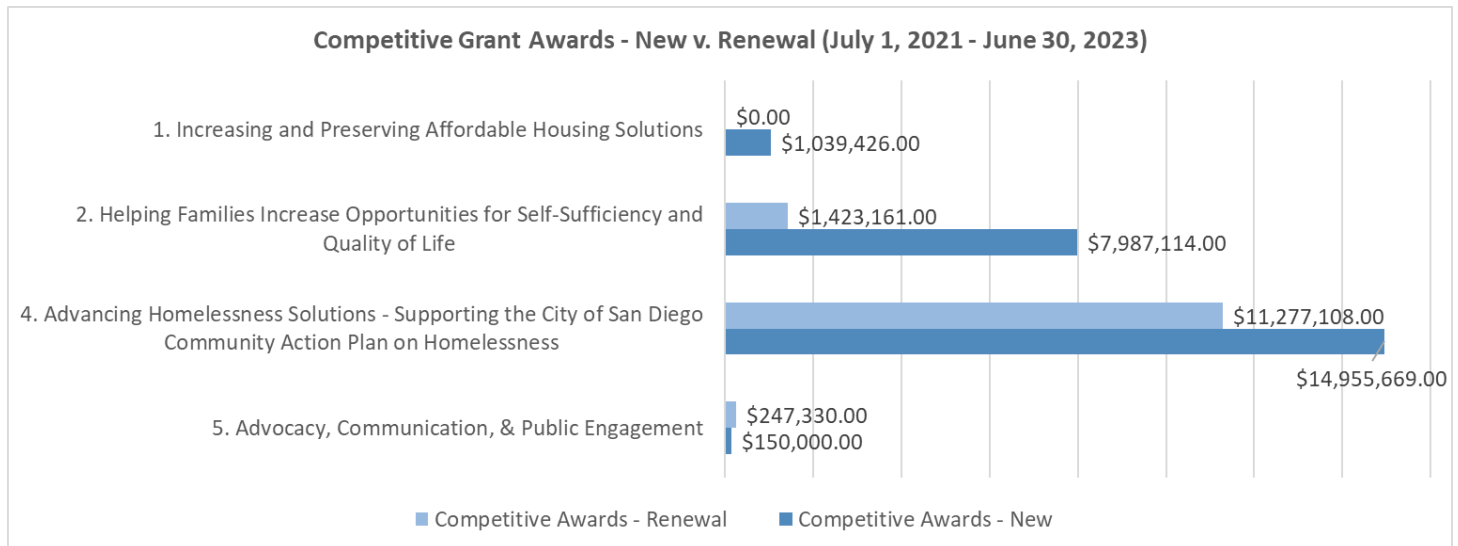 Competitive Grant Awards - New v. Renewal (July 1, 2021 - June 30, 2023)
1. Increasing and Preserving Affordable Housing Solutions
$0.00
$1,039,426.00
2. Helping Families Increase Opportunities for Self-Sufficiency and
Quality of Life
$1,423,161.00
$7,987,114.00
4. Advancing Homelessness Solutions - Supporting the City of San Diego
Community Action Plan on Homelessness
$11,277,108.00
$14,955,669.00
5. Advocacy, Communication, & Public Engagement
$247,330.00
$150,000.00
Competitive Awards - Renewal
Competitive Awards - New